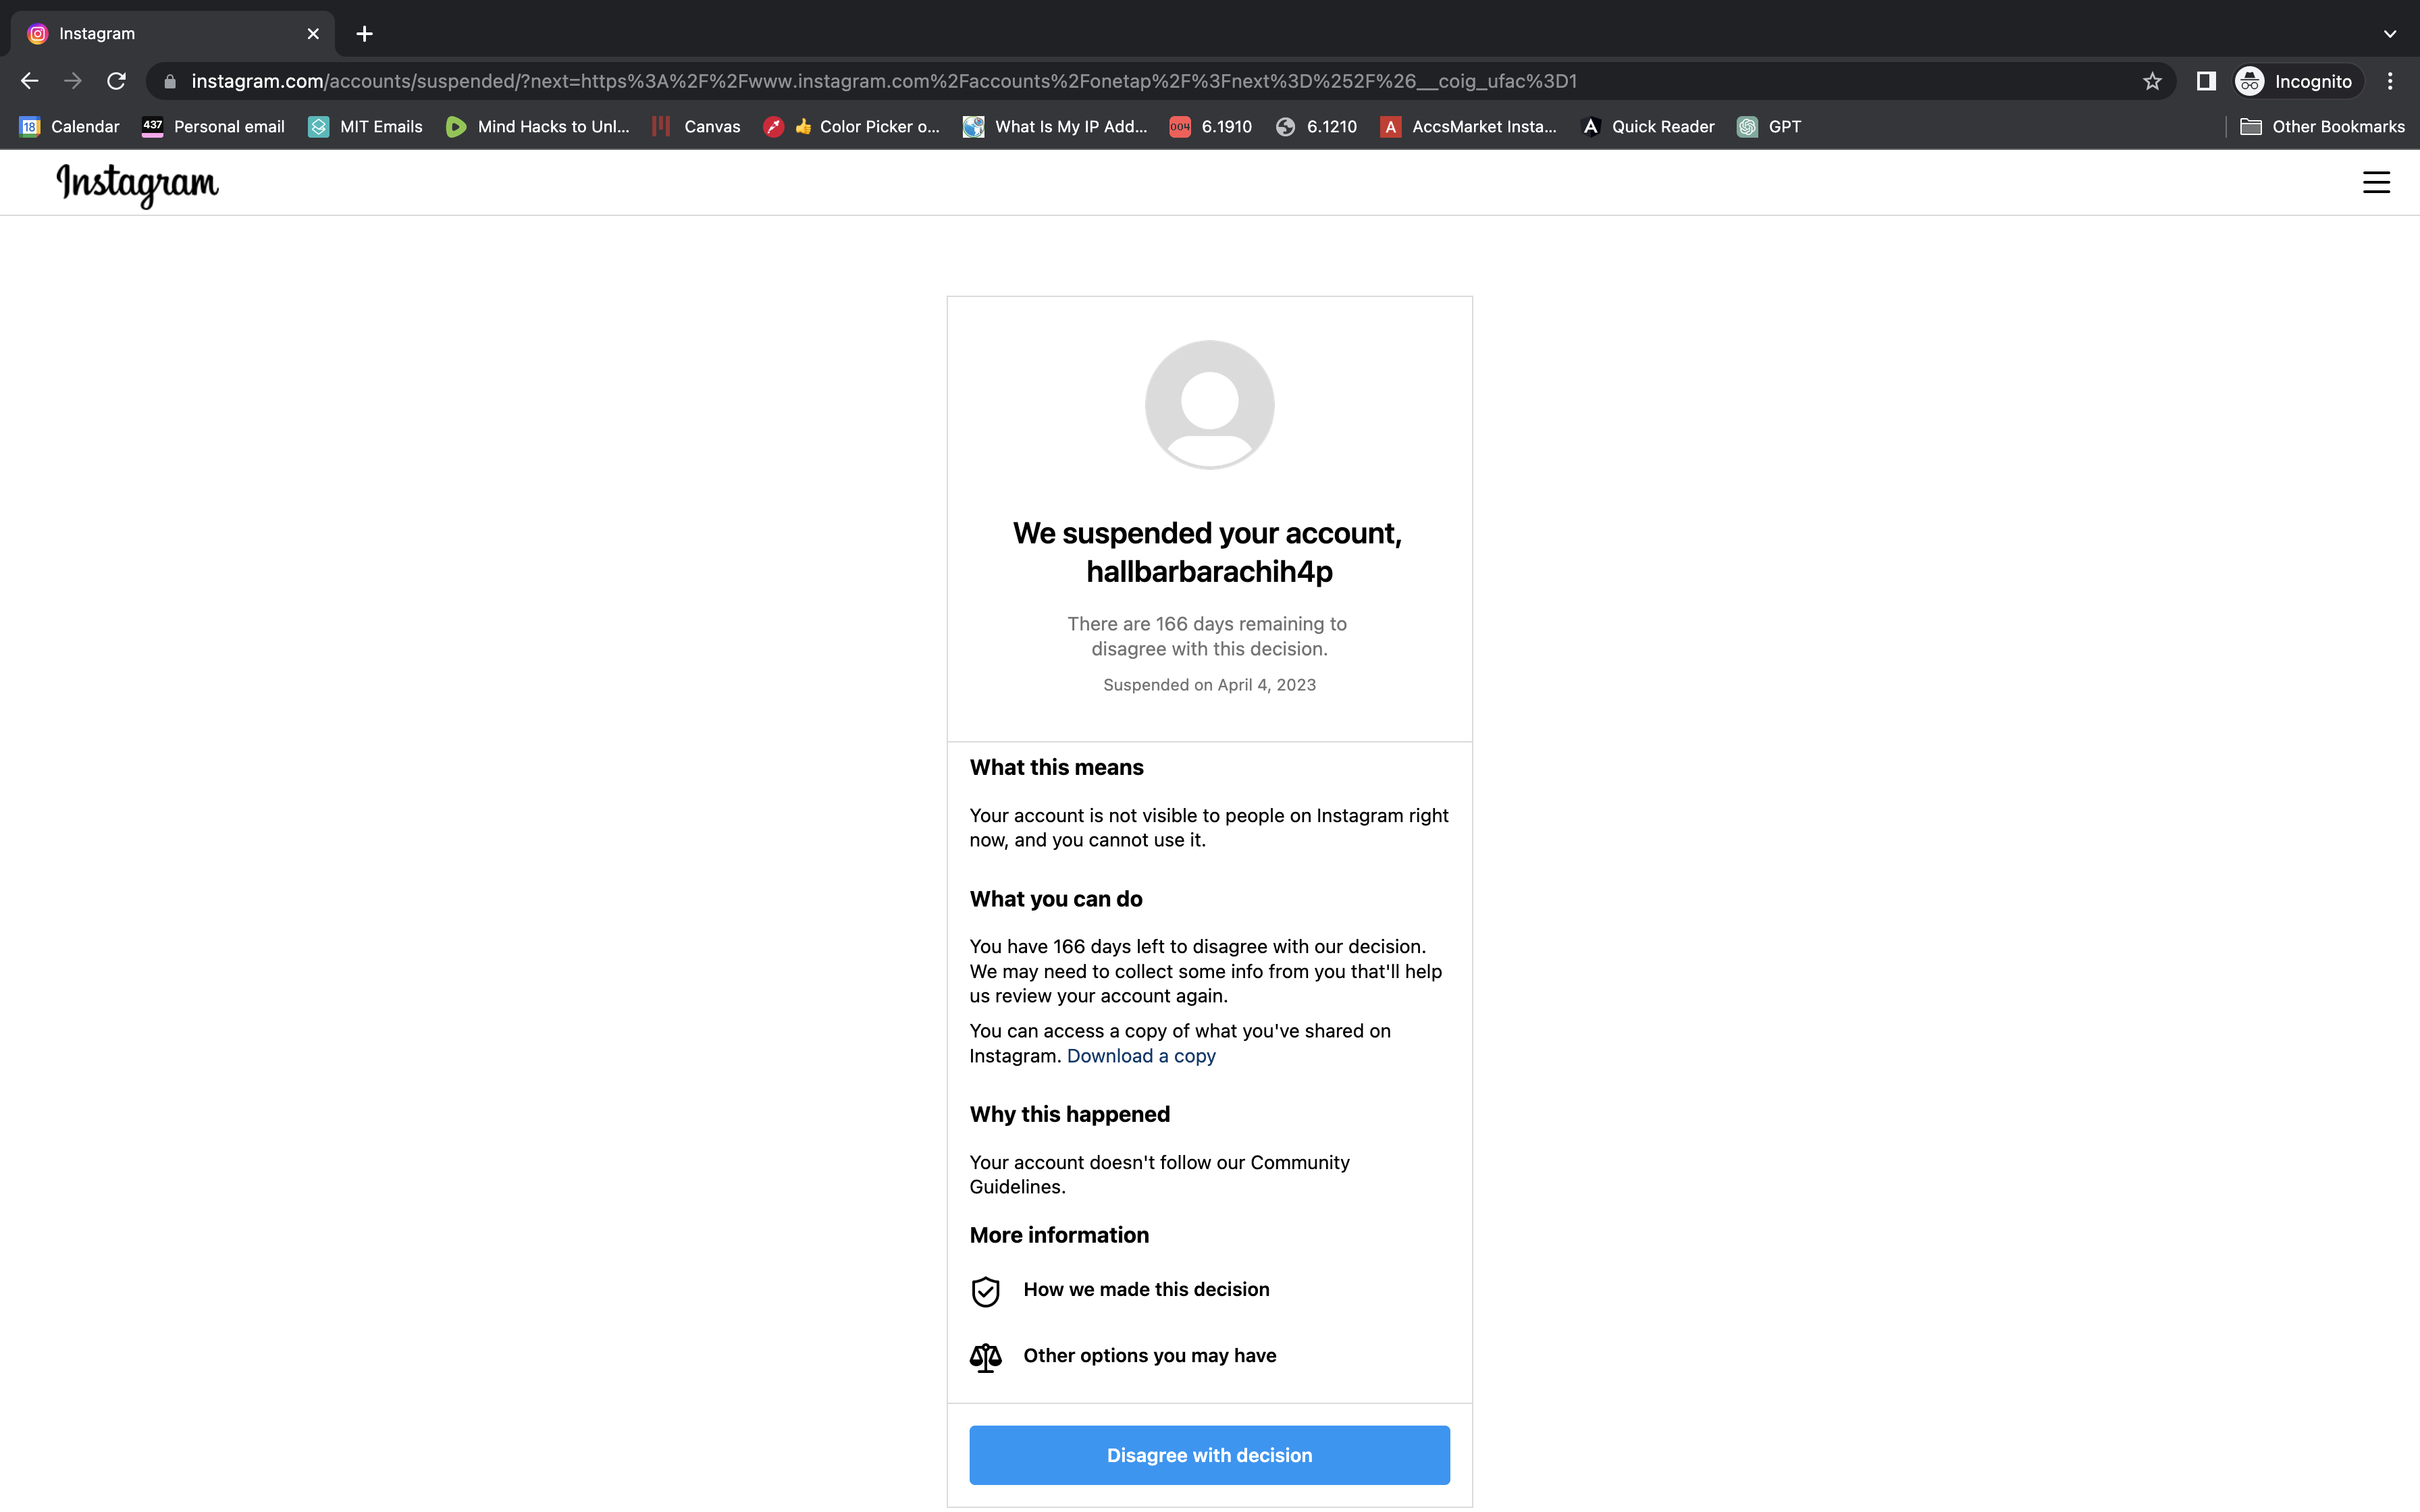 Instagram
instagram.com/accounts/suspended/?next=https%3A%2F%2Fwww.instagram.com%2Faccounts%2Fonetap%2F%3Fnext%3D%252F%26__coig_ufac%3D1
Incognito
18 Calendar 437 Personal email MIT Emails Mind Hacks to Unl... Canvas 👍 Color Picker o... What Is My IP Add... 004 6.1910 6.1210 A AccsMarket Insta... Quick Reader GPT Other Bookmarks
Instagram
We suspended your account,
hallbarbarachih4p
There are 166 days remaining to
disagree with this decision.
Suspended on April 4, 2023
What this means
Your account is not visible to people on Instagram right
now, and you cannot use it.
What you can do
You have 166 days left to disagree with our decision.
We may need to collect some info from you that'll help
us review your account again.
You can access a copy of what you've shared on
Instagram. Download a copy
Why this happened
Your account doesn't follow our Community
Guidelines.
More information
How we made this decision
Other options you may have
Disagree with decision